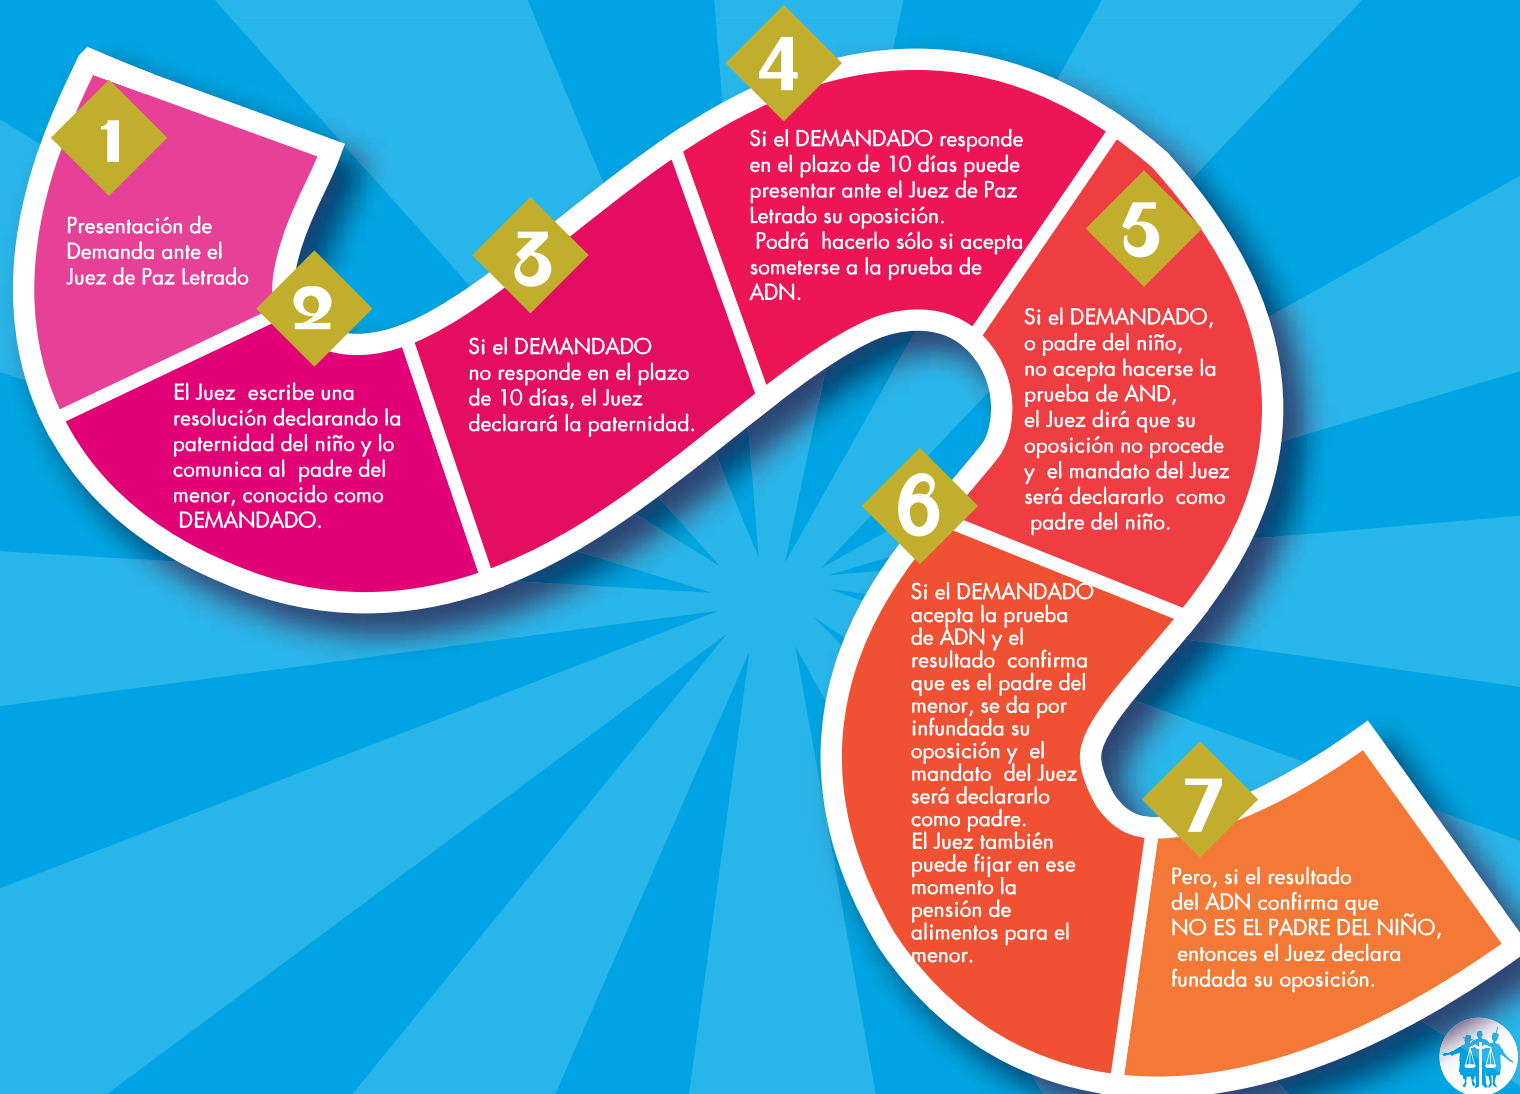 1
Presentación de
Demanda ante el
Juez de Paz Letrado
2
El Juez escribe una
resolución declarando la
paternidad del niño y lo
comunica al padre del
menor, conocido como
DEMANDADO.
3
Si el DEMANDADO
no responde en el plazo
de 10 días, el Juez
declarará la paternidad.
4
Si el DEMANDADO responde
en el plazo de 10 días puede
presentar ante el Juez de Paz
Letrado su oposición.
Podrá hacerlo sólo si acepta
someterse a la prueba de
ADN.
5
Si el DEMANDADO,
o padre del niño,
no acepta hacerse la
prueba de AND,
el Juez dirá que su
oposición no procede
y el mandato del Juez
será declararlo como
padre del niño.
6
Si el DEMANDADO
acepta la prueba
de ADN y el
resultado confirma
que es el padre del
menor, se da por
infundada su
oposición y el
mandato del Juez
será declararlo
como padre.
El Juez también
puede fijar en ese
momento la
pensión de
alimentos para el
menor.
7
Pero, si el resultado
del ADN confirma que
NO ES EL PADRE DEL NIÑO,
entonces el Juez declara
fundada su oposición.